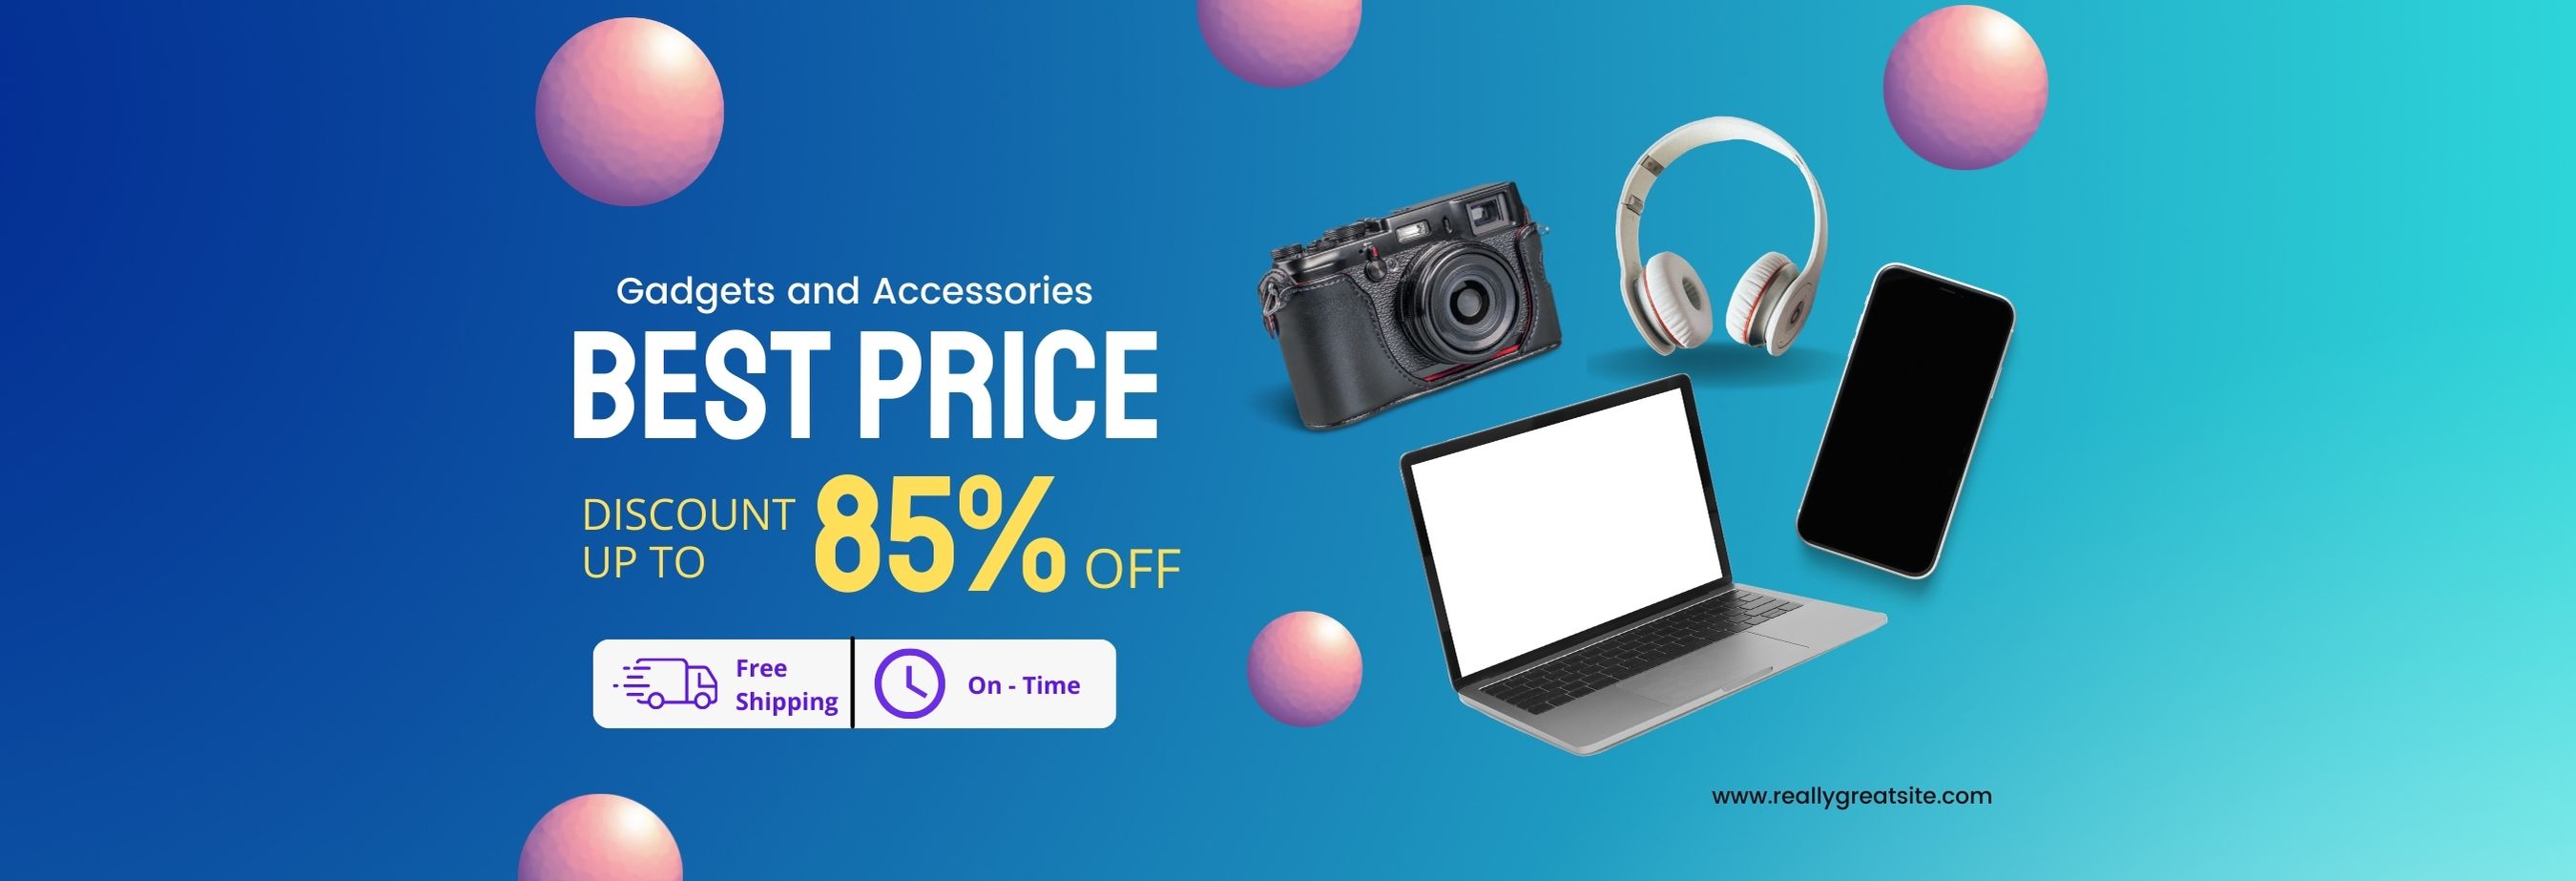 Gadgets and Accessories
BEST PRICE
DISCOUNT
UP TO
85% OFF
Free
Shipping
On - Time
www.reallygreatsite.com